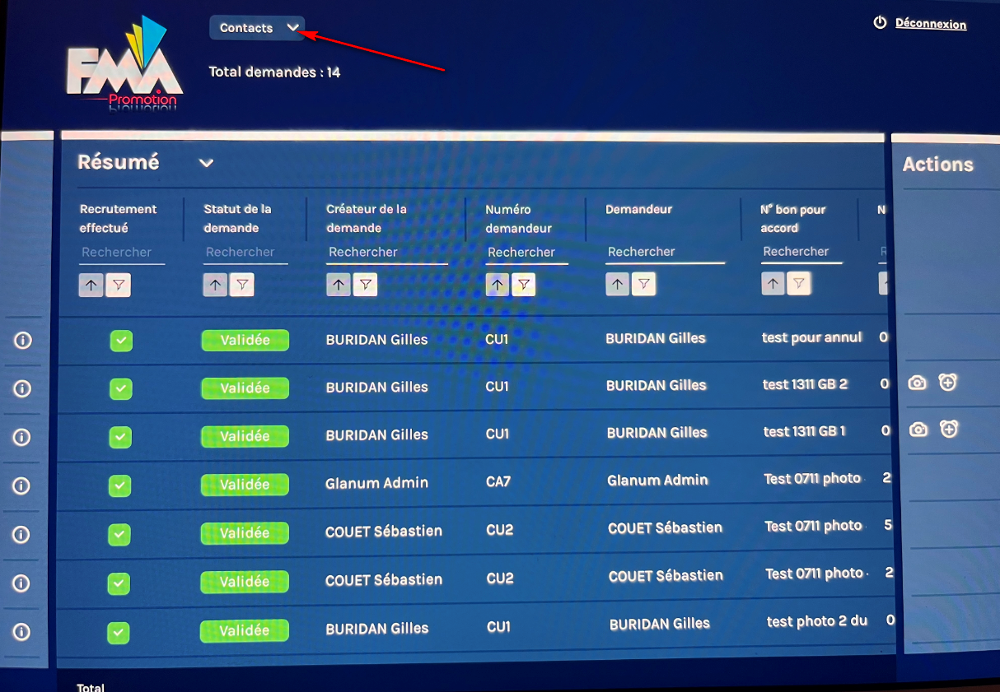 Contacts
Déconnexion
FMA
Promotion
Total demandes : 14
Résumé
Actions
Recrutement effectué
Statut de la demande
Créateur de la demande
Numéro demandeur
Demandeur
N° bon pour accord
N
Rechercher
Rechercher
Rechercher
Rechercher
Rechercher
Rechercher
R
Validée BURIDAN Gilles CU1 BURIDAN Gilles test pour annul 0
Validée BURIDAN Gilles CU1 BURIDAN Gilles test 1311 GB 2 0
Validée BURIDAN Gilles CU1 BURIDAN Gilles test 1311 GB 1 0
Validée Glanum Admin CA7 Glanum Admin Test 0711 photo 2
Validée COUET Sébastien CU2 COUET Sébastien Test 0711 photo 5
Validée COUET Sébastien CU2 COUET Sébastien Test 0711 photo 2
Validée BURIDAN Gilles CU1 BURIDAN Gilles test photo 2 du 0
Total